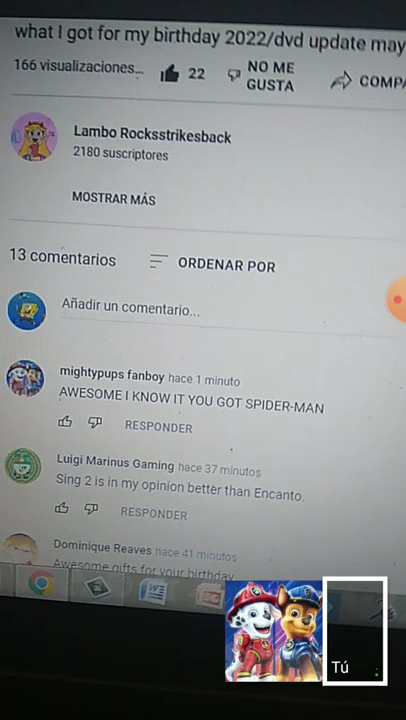 what I got for my birthday 2022/dvd update may
166 visualizaciones...
22
NO ME
GUSTA
COMPA
Lambo Rocksstrikesback
2180 suscriptores
MOSTRAR MÁS
13 comentarios
ORDENAR POR
Añadir un comentario...
mightypups fanboy hace 1 minuto
AWESOME I KNOW IT YOU GOT SPIDER-MAN
RESPONDER
Luigi Marinus Gaming hace 37 minutos
Sing 2 is in my opinion better than Encanto.
RESPONDER
Dominique Reaves hace 41 minutos
Awesome gifts for your birthday
Tú